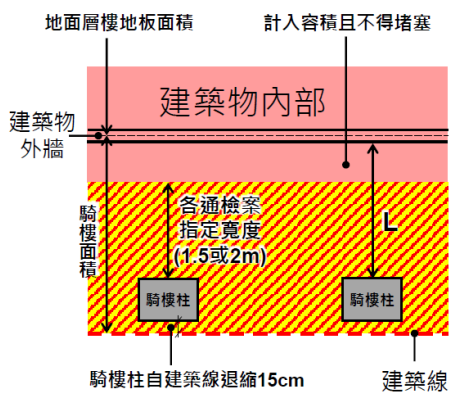 地面層樓地板面積
計入容積且不得堵塞
建築物內部
建築物
外牆
騎樓面積
各通檢案
指定寬度
(1.5或2m)
L
騎樓柱
騎樓柱
騎樓柱自建築線退縮15cm
建築線